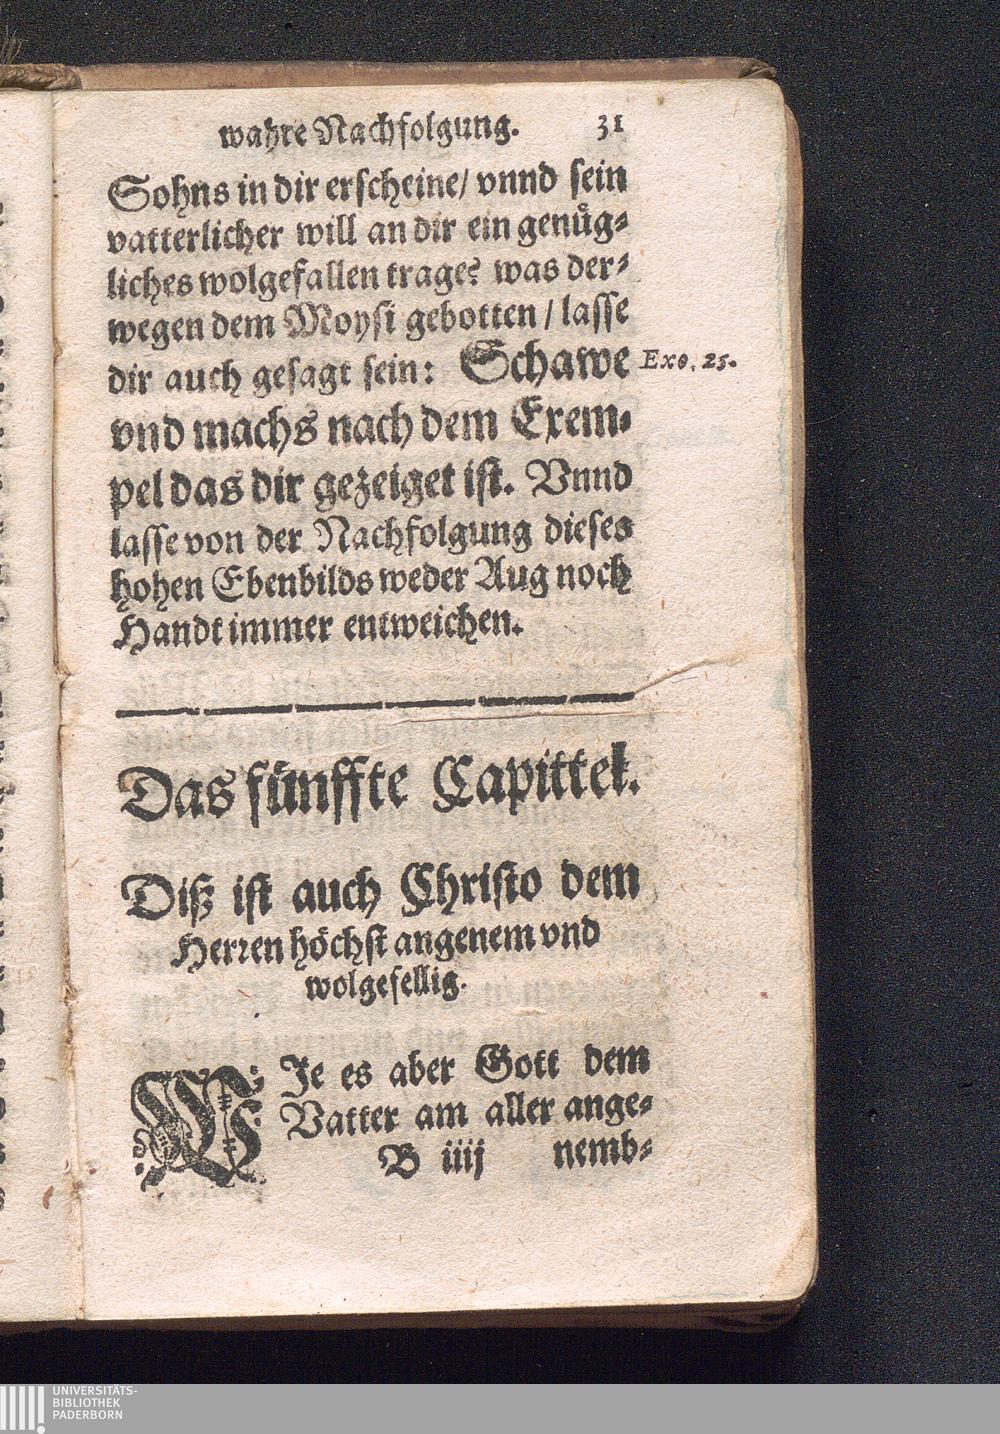 wahre Nachfolgung. 31
Sohns in dir erscheine/ vnnd sein
vatterlicher will an dir ein genuͤg-
liches wolgefallen trage? was der-
wegen dem Moysi gebotten / lasse
dir auch gesagt sein: Schawe
Exo. 25.
vnd machs nach dem Exem-
pel das dir gezeiget ist. Vnnd
lasse von der Nachfolgung dieses
hohen Ebenbilds weder Aug noch
Handt immer entweichen.
Das fünffte Capittel.
Diß ist auch Christo dem
Herren höchst angenem vnd
wolgefellig.
WJe es aber Gott dem
Vatter am aller ange-
B iiij nemb-
UNIVERSITÄTS-
BIBLIOTHEK
PADERBORN